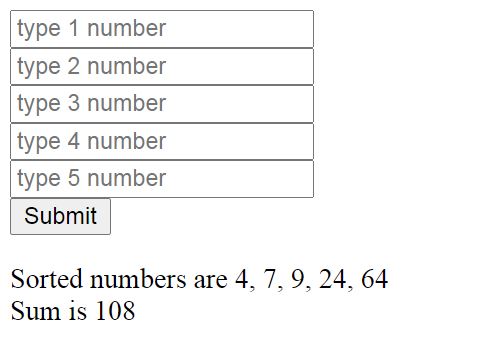 type 1 number
type 2 number
type 3 number
type 4 number
type 5 number
Submit
Sorted numbers are 4, 7, 9, 24, 64
Sum is 108